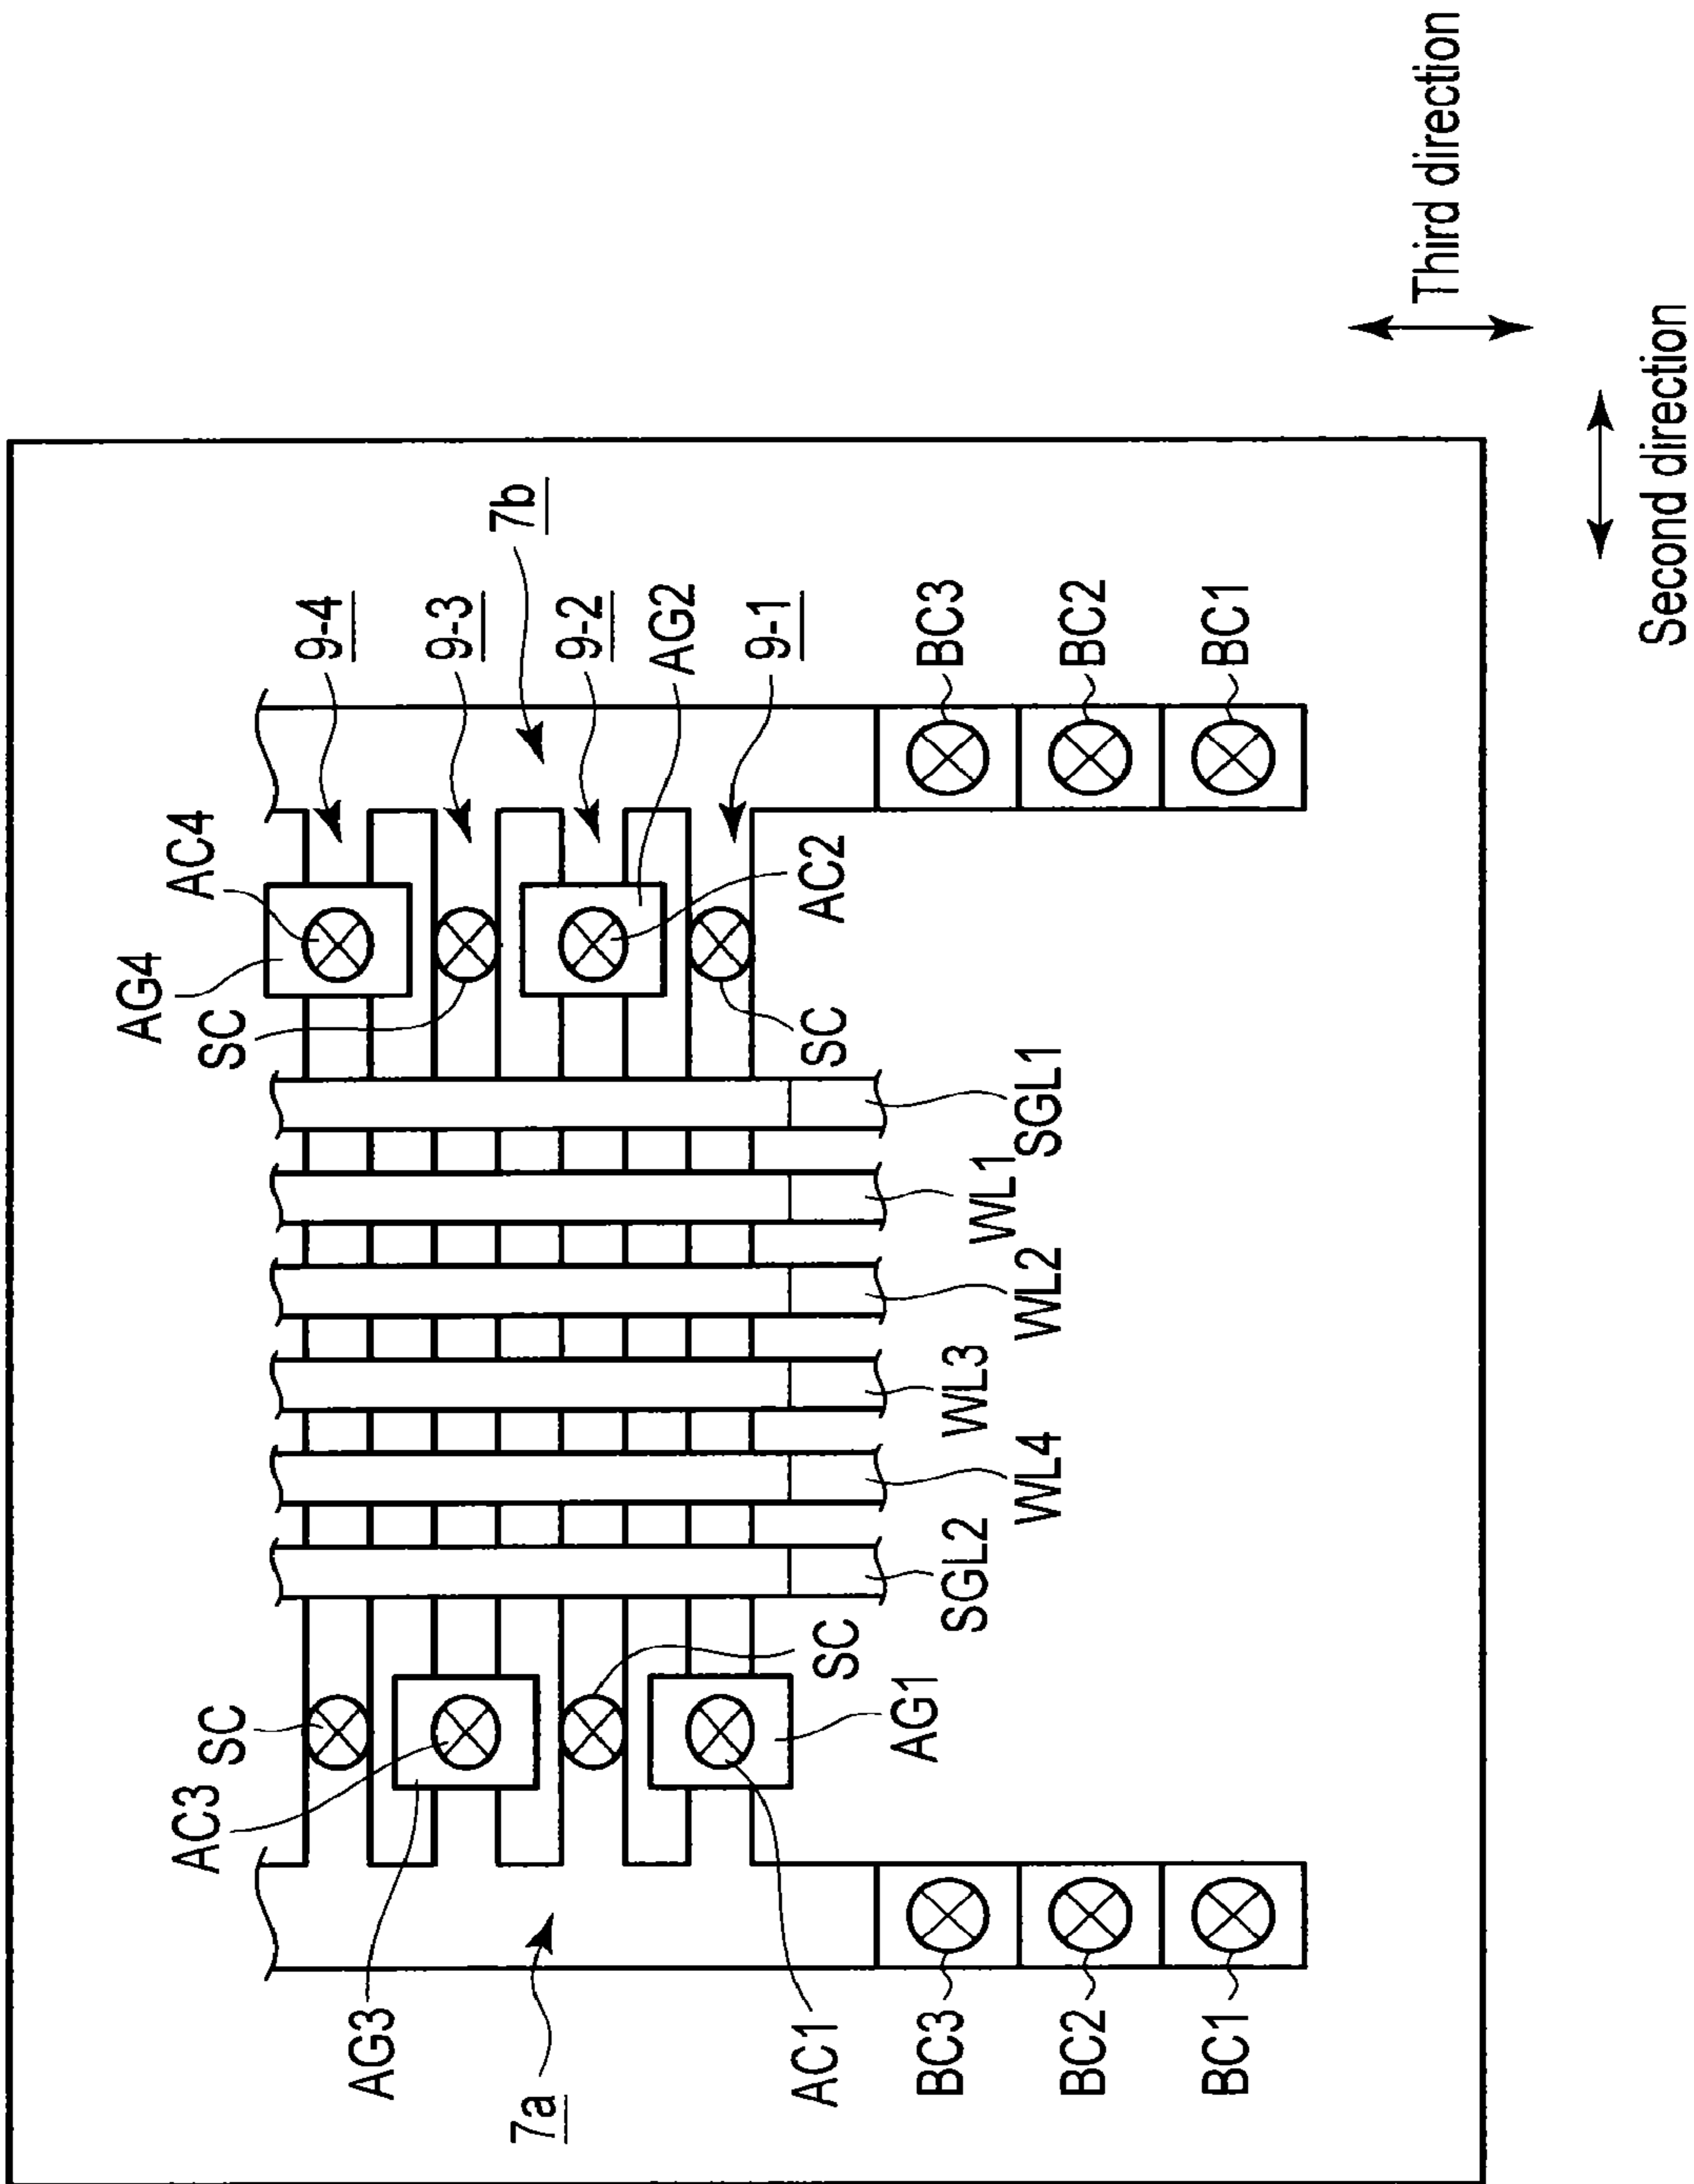 AG4
AC4
AC3
SC
SC
9-4
AG3
9-3
7b
7a
9-2
AG2
9-1
AC1
SC
SC
AC2
AG1
BC3
SGL2
WL3
BC3
WL1
WL4
WL2
SGL1
BC2
BC2
BC1
BC1
Third direction
Second direction